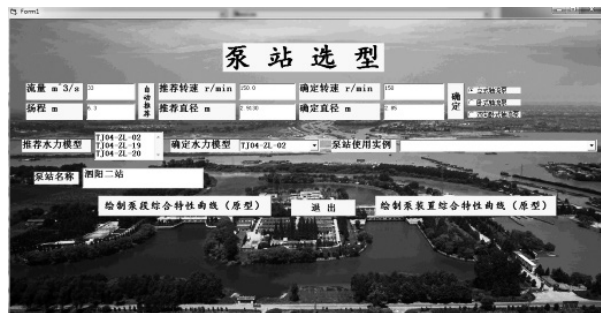 Form1
泵站选型
流量 m^3/s 33 自动推荐 推荐转速 r/min 150.0 确定转速 r/min 150 确定
扬程 m 推荐直径 m 确定直径 m 2.95
推荐水力模型 TJ04-ZL-02 确定水力模型 TJ04-ZL-02 泵站使用实例
TJ04-ZL-19
TJ04-ZL-20
泵站名称 泗阳二站
绘制泵段综合特性曲线（原型） 退出 绘制泵装置综合特性曲线（原型）